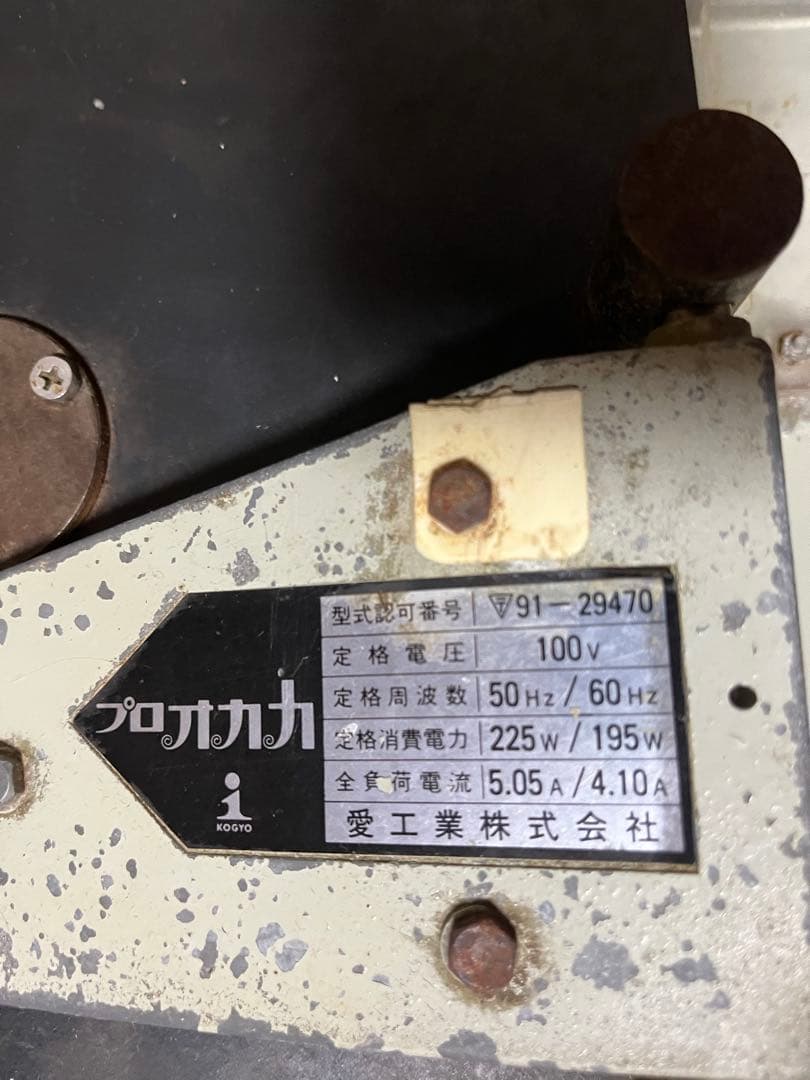 プロオカカ
i
KOGYO
型式認可番号 〒91-29470
定格電圧 100V
定格周波数 50Hz/60Hz
定格消費電力 225W/195W
全負荷電流 5.05A/4.10A
愛工業株式会社